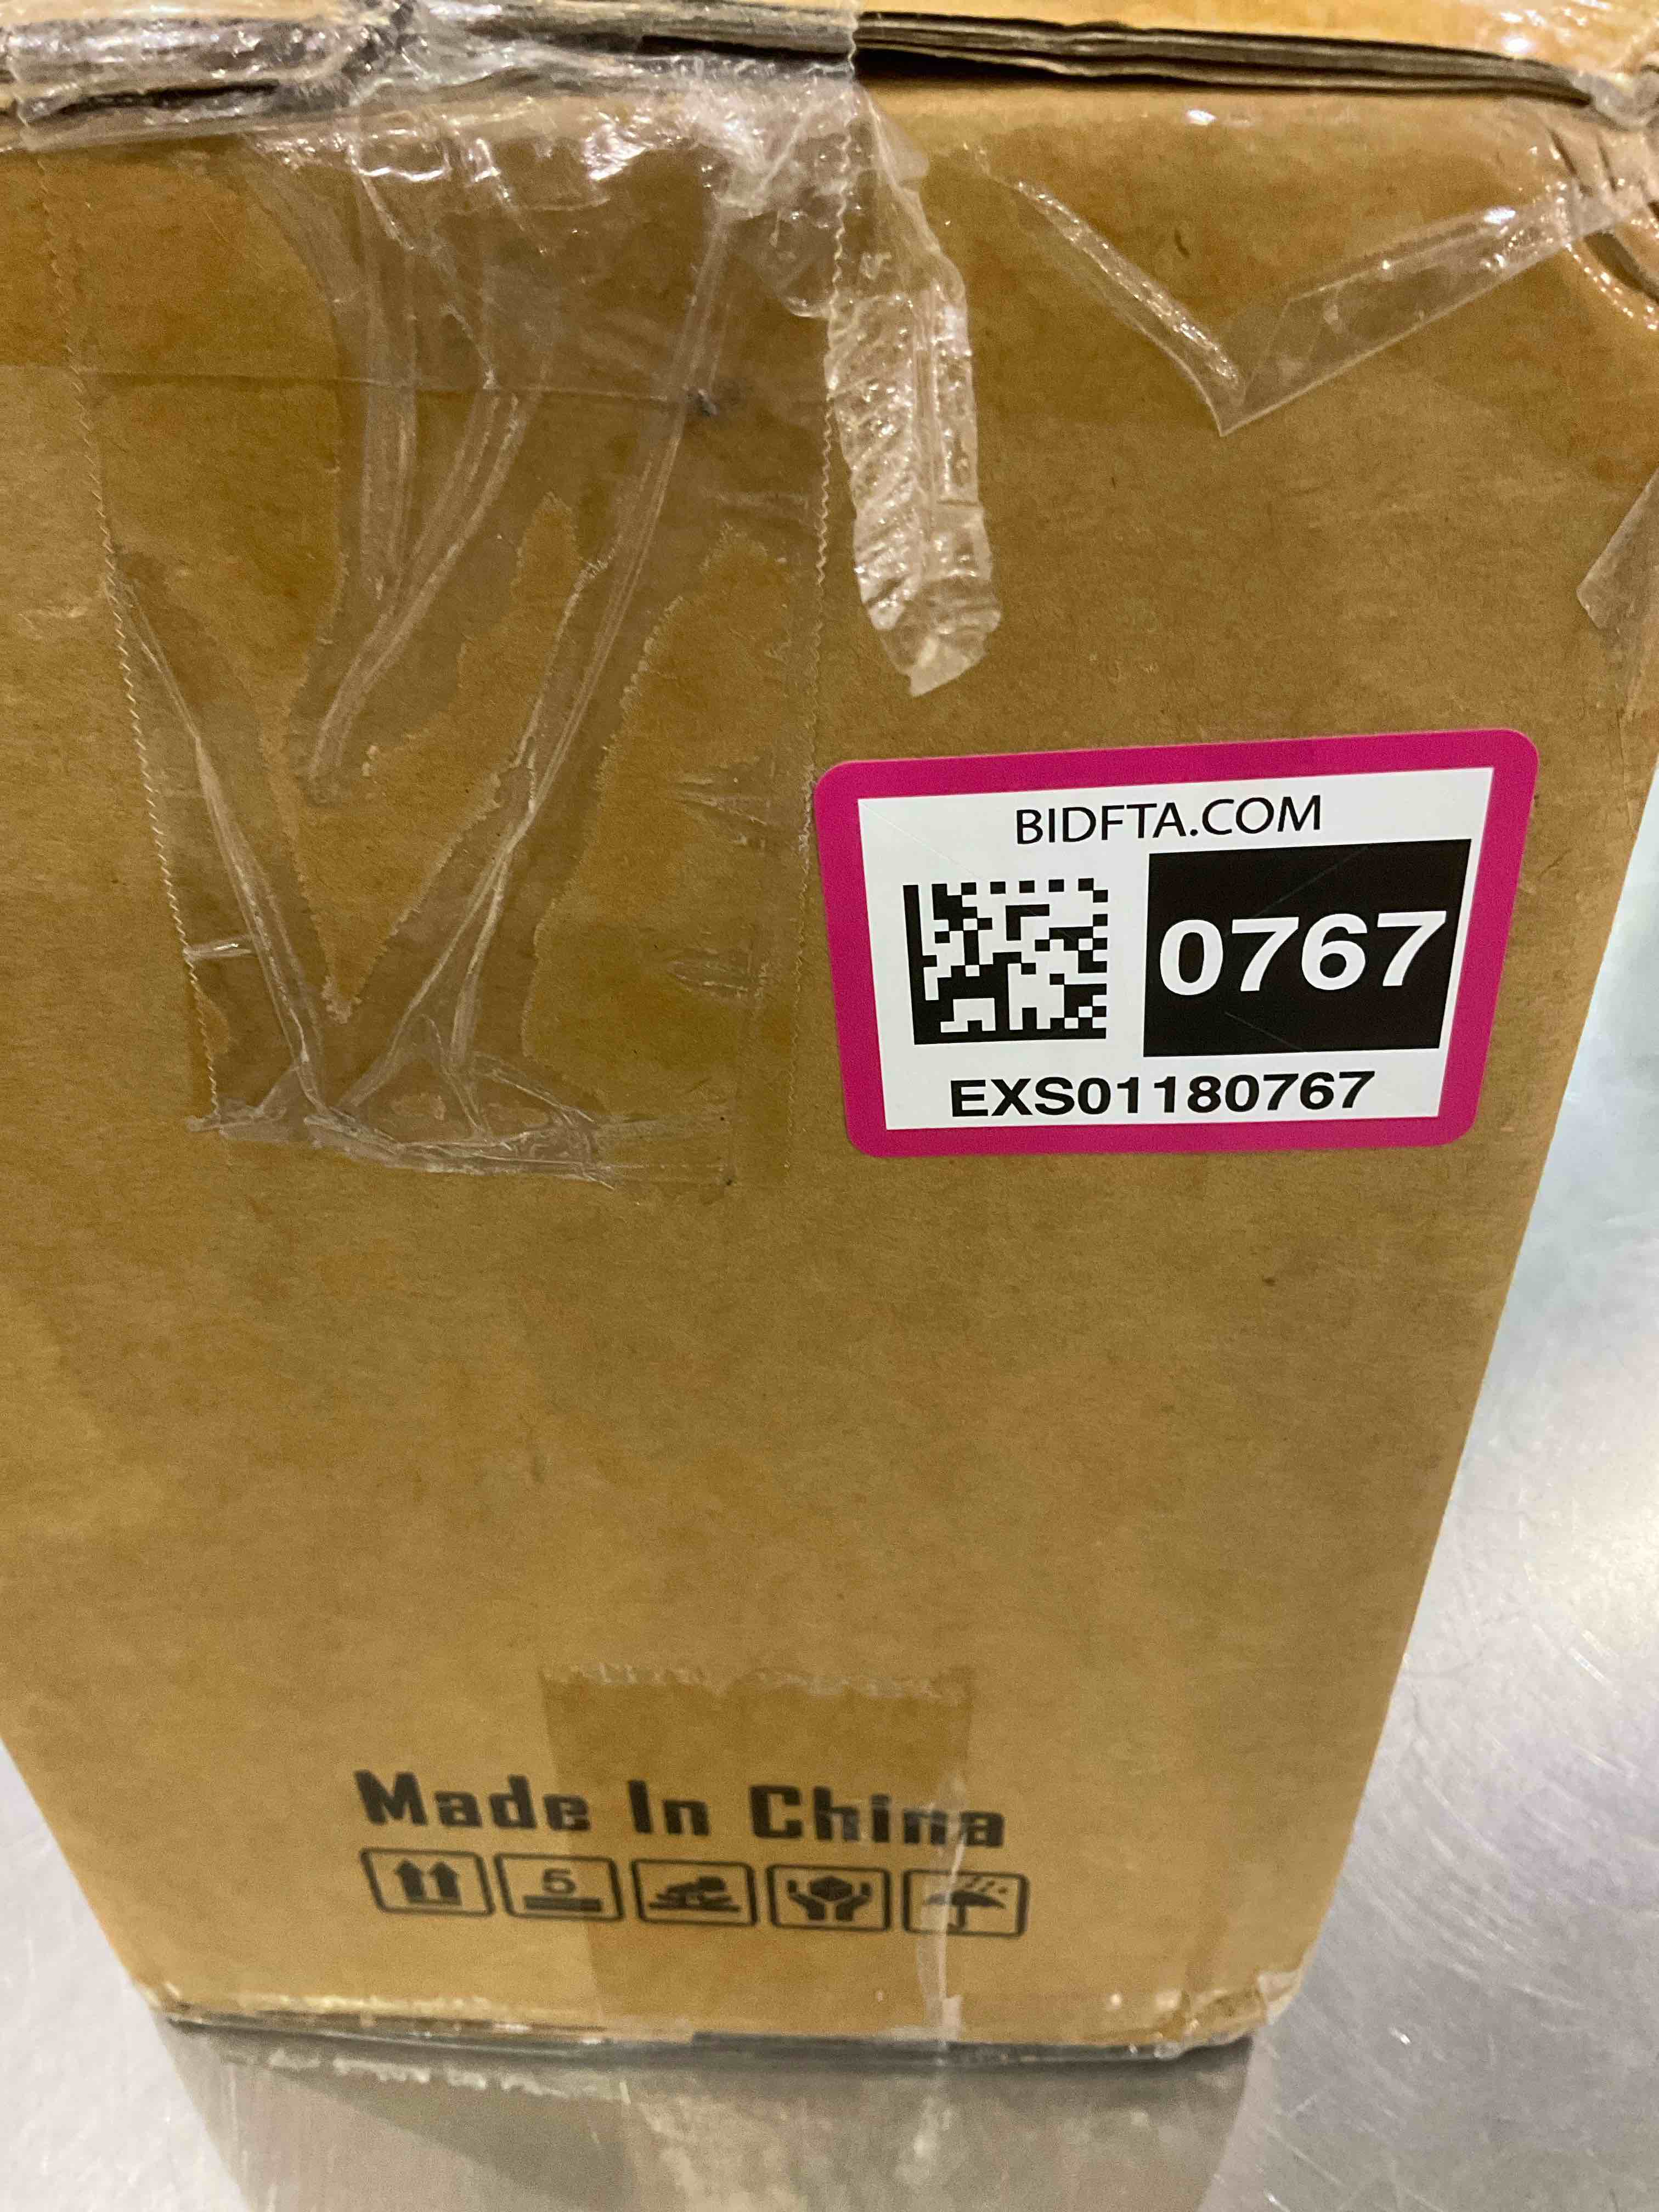 BIDFTA.COM
0767
EXS01180767
Made In China
5